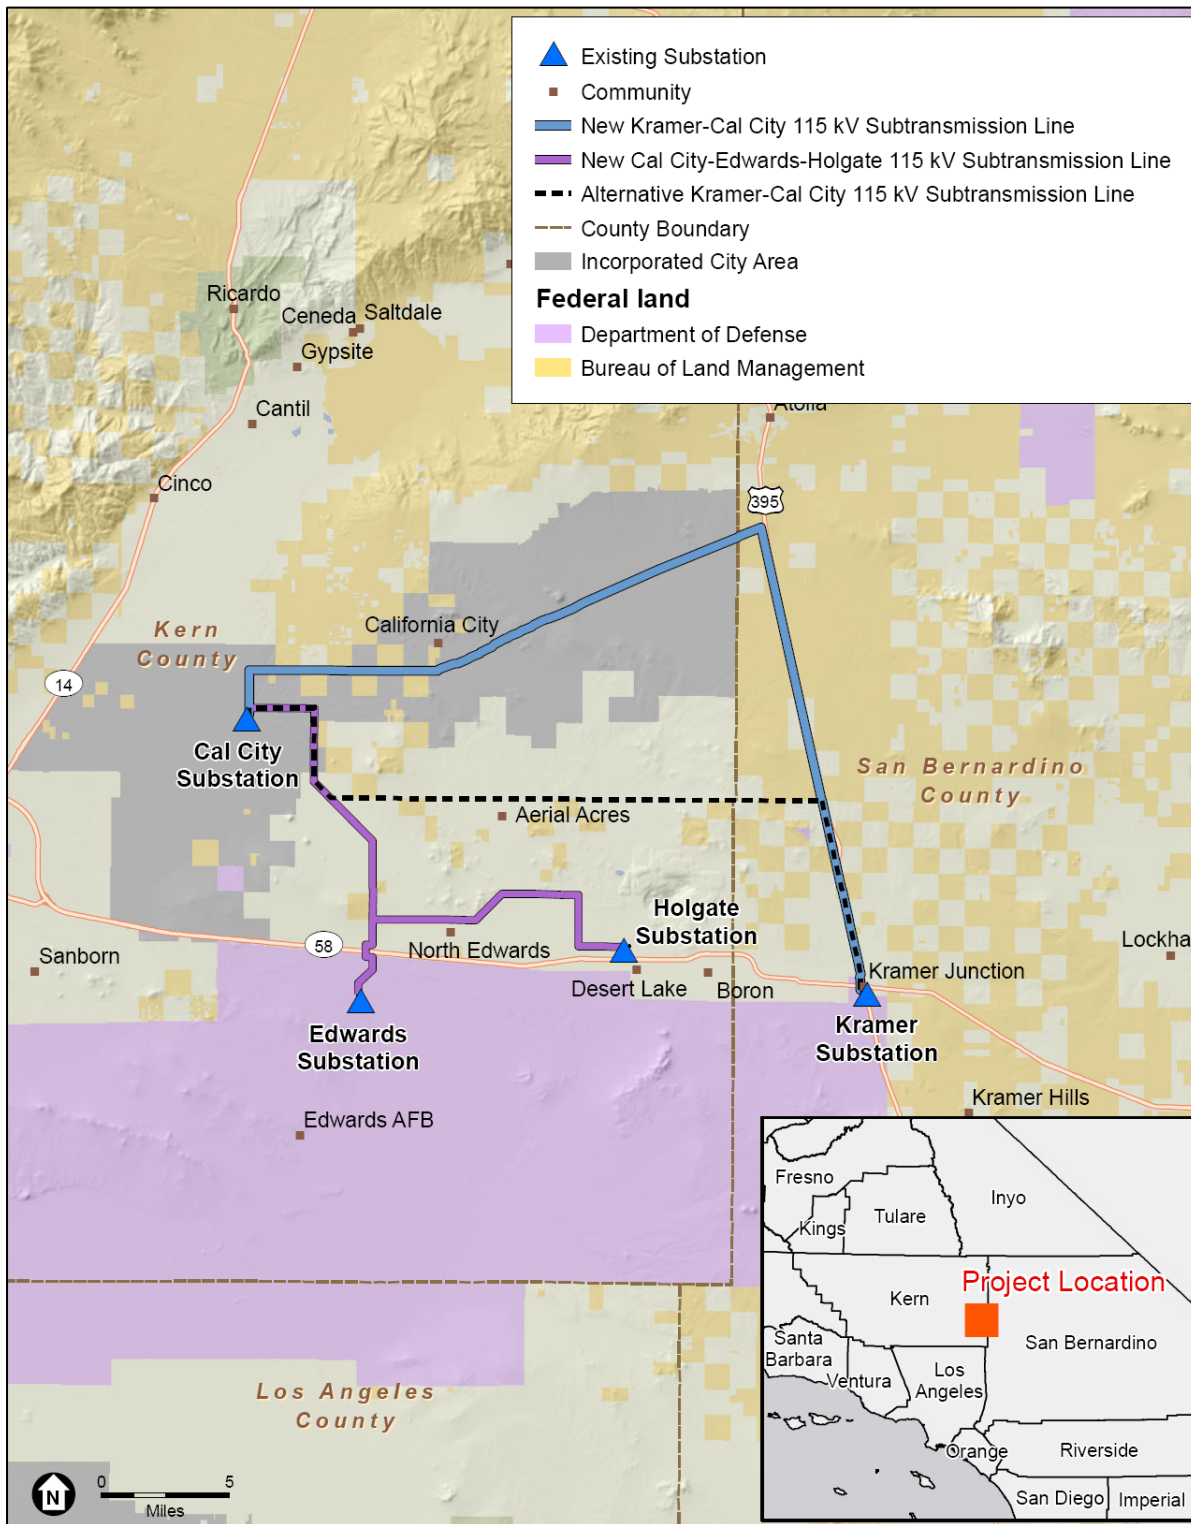 Existing Substation
Community
New Kramer-Cal City 115 kV Subtransmission Line
New Cal City-Edwards-Holgate 115 kV Subtransmission Line
Alternative Kramer-Cal City 115 kV Subtransmission Line
County Boundary
Incorporated City Area
Federal land
Department of Defense
Bureau of Land Management
Ricardo
Ceneda
Saltdale
Gypsite
Cantil
Cinco
395
California City
Kern
County
14
Cal City
Substation
San Bernardino
County
Aerial Acres
Holgate
Substation
58
North Edwards
Sanborn
Desert Lake
Boron
Kramer Junction
Lockha
Edwards
Substation
Kramer
Substation
Edwards AFB
Kramer Hills
Los Angeles
County
Fresno
Kings
Tulare
Inyo
Project Location
Kern
San Bernardino
Santa
Barbara
Ventura
Los
Angeles
Orange
Riverside
San Diego
Imperial
N
0 5
Miles